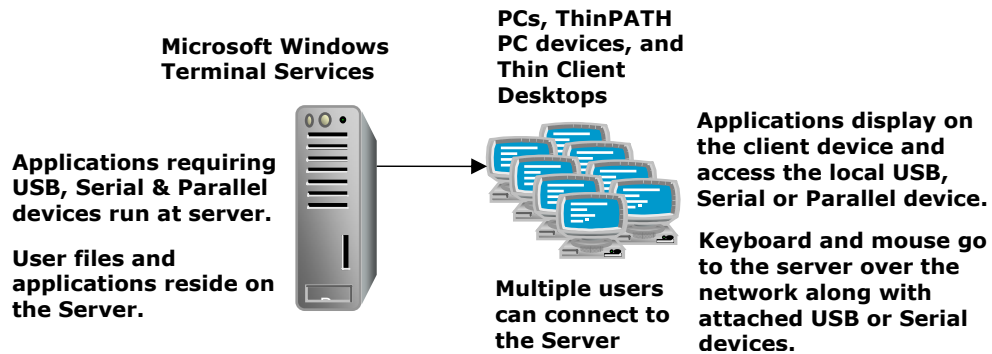 Microsoft Windows
Terminal Services
Applications requiring
USB, Serial & Parallel
devices run at server.
User files and
applications reside on
the Server.
PCs, ThinPATH
PC devices, and
Thin Client
Desktops
Multiple users
can connect to
the Server
Applications display on
the client device and
access the local USB,
Serial or Parallel device.
Keyboard and mouse go
to the server over the
network along with
attached USB or Serial
devices.